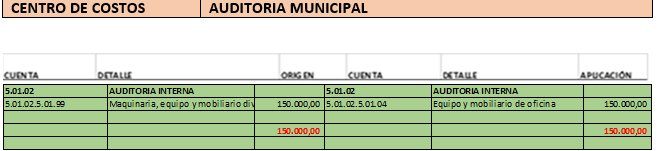 CENTRO DE COSTOS AUDITORIA MUNICIPAL
CUENTA DETALLE ORIGEN CUENTA DETALLE APLICACIÓN
5.01.02 AUDITORIA INTERNA 5.01.02 AUDITORIA INTERNA
5.01.02.5.01.99 Maquinaria, equipo y mobiliario div 150.000,00 5.01.02.5.01.04 Equipo y mobiliario de oficina 150.000,00
150.000,00 150.000,00